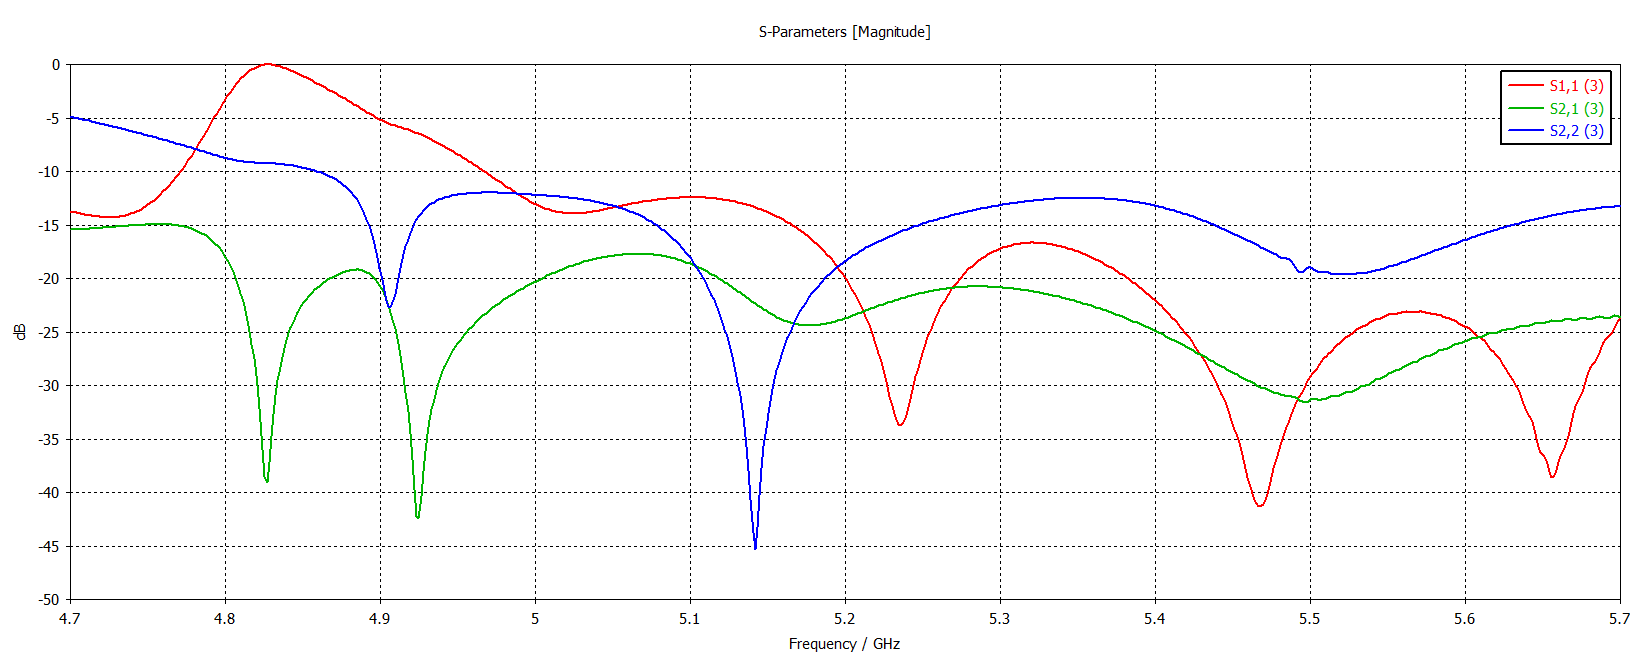 S-Parameters [Magnitude]
S1,1 (3)
S2,1 (3)
S2,2 (3)
dB
0
-5
-10
-15
-20
-25
-30
-35
-40
-45
-50
4.7 4.8 4.9 5 5.1 5.2 5.3 5.4 5.5 5.6 5.7
Frequency / GHz